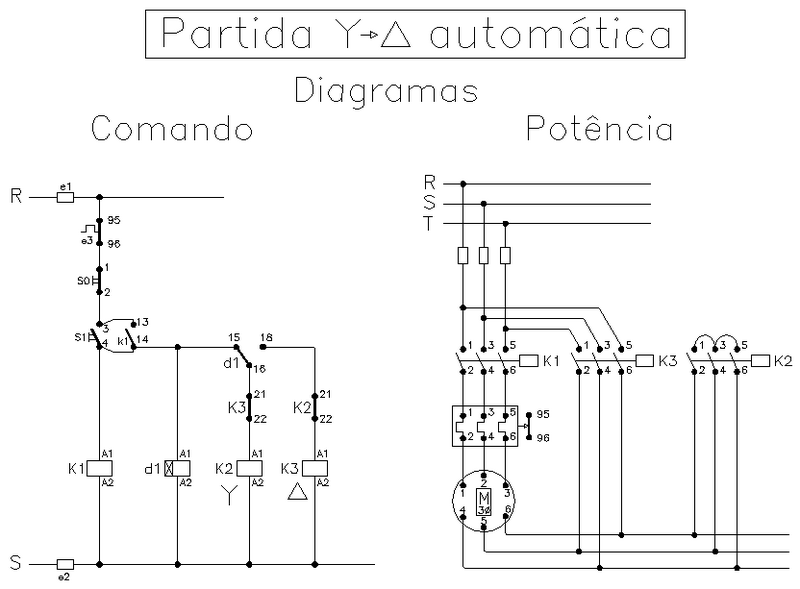 Partida Y→△ automática
Diagramas
Comando
Potência
R
e1
95
e3
96
1
S0
2
3
13
S1
4
k1
14
15
18
d1
16
21
K3
22
21
K2
22
A1
K1
A2
A1
d1
A2
A1
K2
A2
Y
A1
K3
A2
△
S
e2
R
S
T
1 3 5
K1
2 4 6
1 3 5
K3
2 4 6
1 3 5
K2
2 4 6
1 3 5
95
2 4 6
96
1 2 3
M
3ø
4 5 6